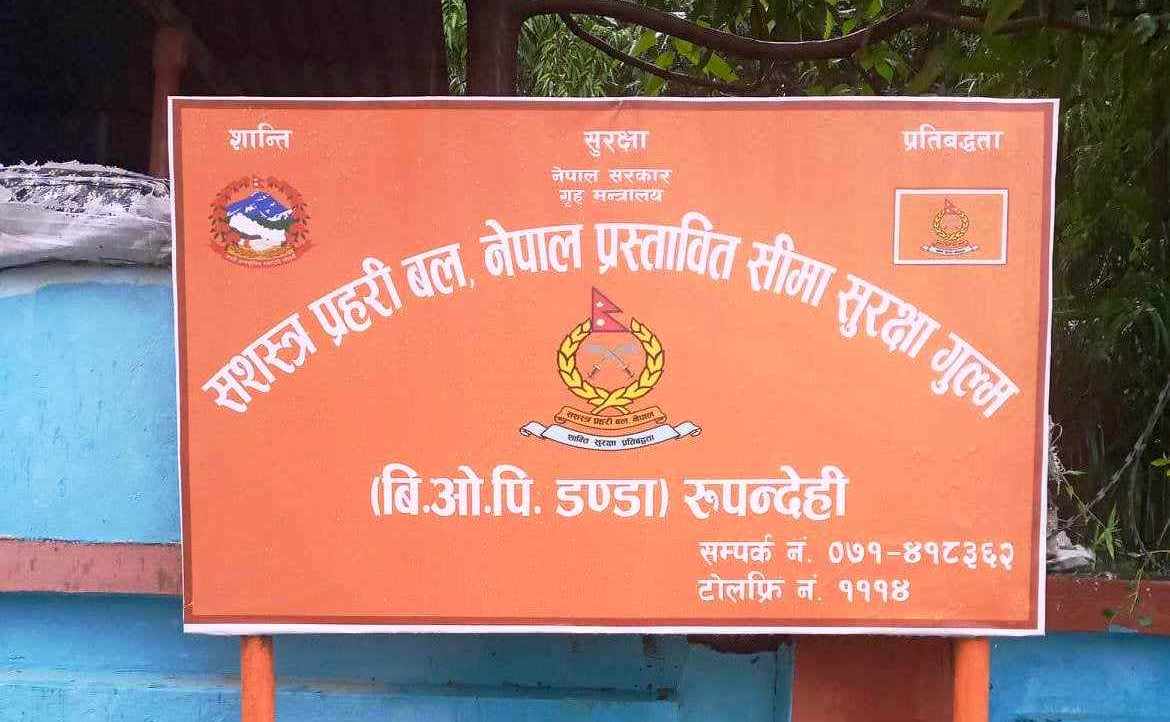 शान्ति सुरक्षा प्रतिबद्धता
नेपाल सरकार
गृह मन्त्रालय
सशस्त्र प्रहरी बल, नेपाल प्रस्तावित सीमा सुरक्षा गुल्म
सशस्त्र प्रहरी बल, नेपाल
शान्ति सुरक्षा प्रतिबद्धता
(बि.ओ.पि. डण्डा) रुपन्देही
सम्पर्क नं. ०७१-४१८३६२
टोलफ्रि नं. १११४